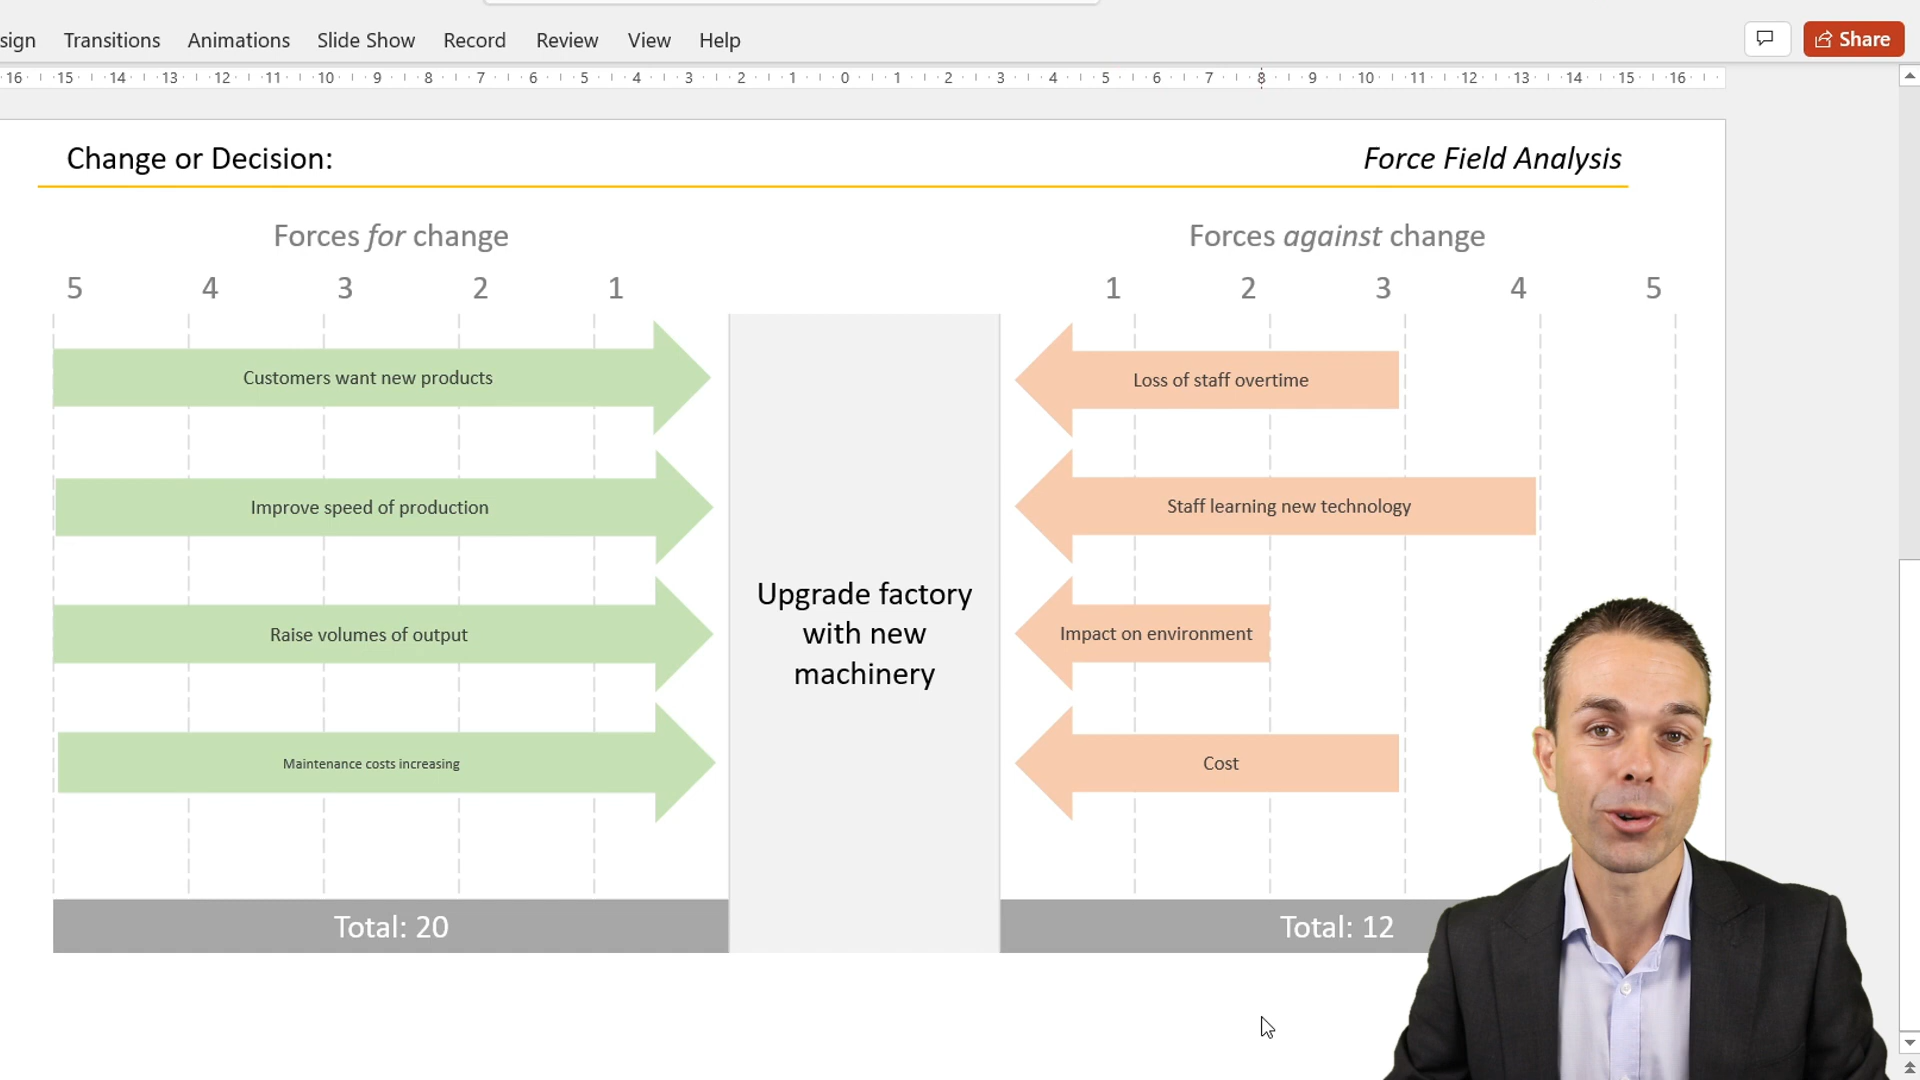 sign Transitions Animations Slide Show Record Review View Help Share
16 15 14 13 12 11 10 9 8 7 6 5 4 3 2 1 0 1 2 3 4 5 6 7 8 9 10 11 12 13 14 15 16
Change or Decision: Force Field Analysis
Forces for change Forces against change
5 4 3 2 1 1 2 3 4 5
Customers want new products Loss of staff overtime
Improve speed of production Staff learning new technology
Upgrade factory
with new
machinery
Raise volumes of output Impact on environment
Maintenance costs increasing Cost
Total: 20 Total: 12